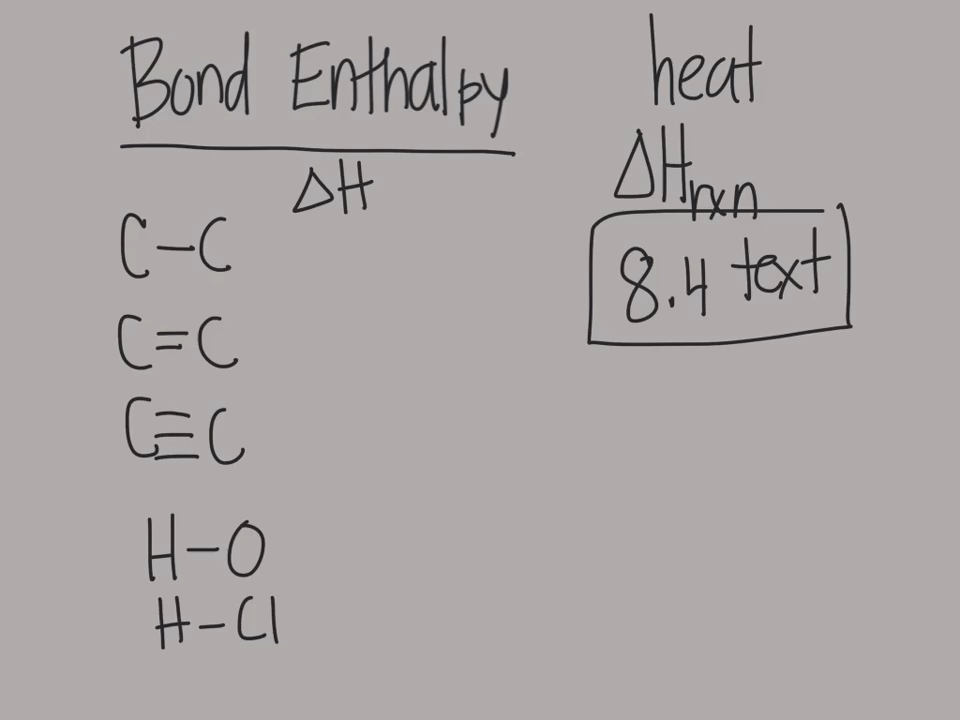 Bond Enthalpy
ΔH
C-C
C=C
C≡C
H-O
H-Cl
heat
ΔHrxn
8.4 text